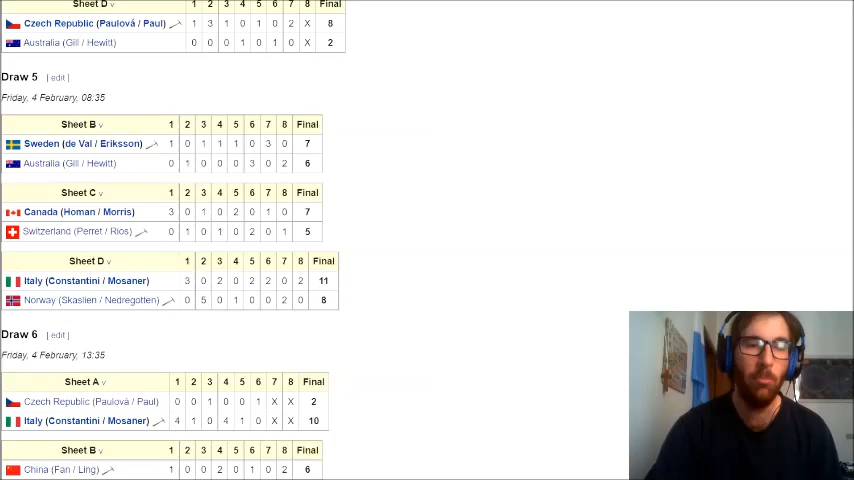 Sheet D v 1 2 3 4 5 6 7 8 Final
Czech Republic (Paulová / Paul) 1 3 1 0 1 0 2 X 8
Australia (Gill / Hewitt) 0 0 0 1 0 1 0 X 2
Draw 5 [ edit ]
Friday, 4 February, 08:35
Sheet B v 1 2 3 4 5 6 7 8 Final
Sweden (de Val / Eriksson) 1 0 1 1 1 0 3 0 7
Australia (Gill / Hewitt) 0 1 0 0 0 3 0 2 6
Sheet C v 1 2 3 4 5 6 7 8 Final
Canada (Homan / Morris) 3 0 1 0 2 0 1 0 7
Switzerland (Perret / Rios) 0 1 0 1 0 2 0 1 5
Sheet D v 1 2 3 4 5 6 7 8 Final
Italy (Constantini / Mosaner) 3 0 2 0 2 2 0 2 11
Norway (Skaslien / Nedregotten) 0 5 0 1 0 0 2 0 8
Draw 6 [ edit ]
Friday, 4 February, 13:35
Sheet A v 1 2 3 4 5 6 7 8 Final
Czech Republic (Paulová / Paul) 0 0 1 0 0 1 X X 2
Italy (Constantini / Mosaner) 4 1 0 4 1 0 X X 10
Sheet B v 1 2 3 4 5 6 7 8 Final
China (Fan / Ling) 1 0 0 2 0 1 0 2 6